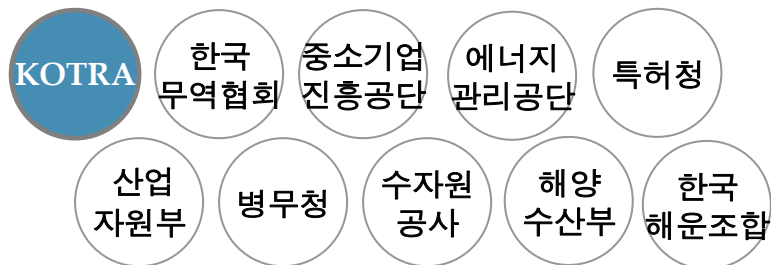 KOTRA
한국
무역협회
중소기업
진흥공단
에너지
관리공단
특허청
산업
자원부
병무청
수자원
공사
해양
수산부
한국
해운조합